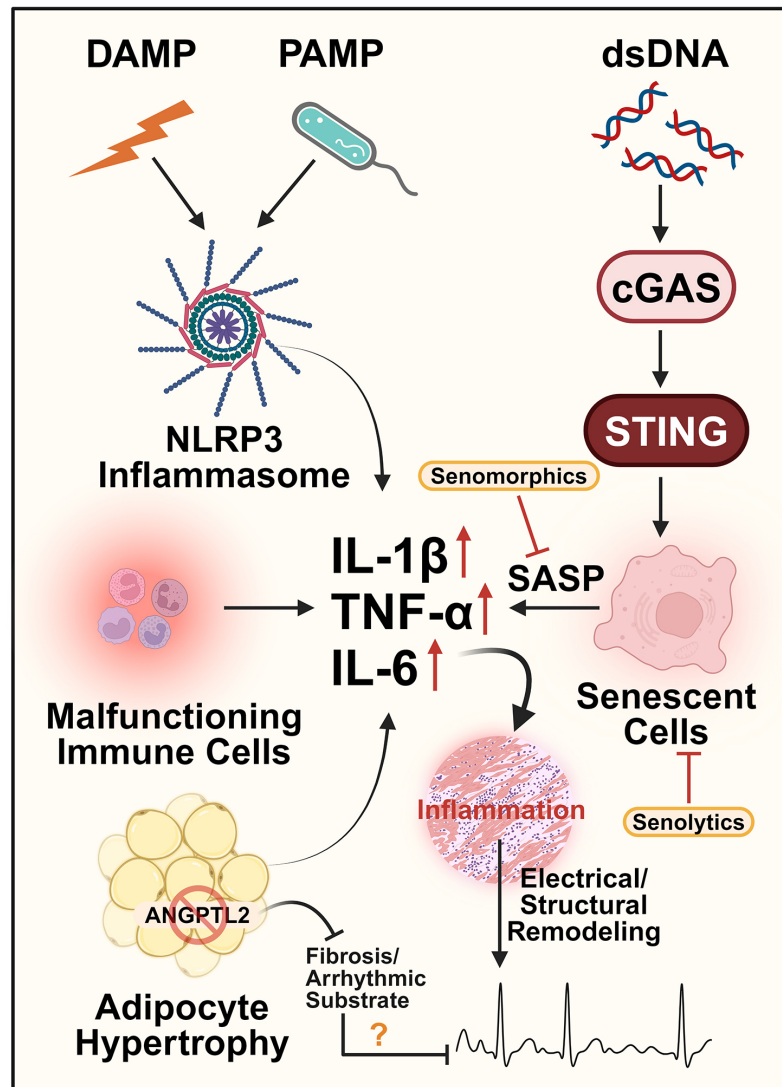 DAMP
PAMP
dsDNA
cGAS
STING
NLRP3
Inflammasome
Senomorphics
IL-1β
TNF-α
IL-6
SASP
Malfunctioning
Immune Cells
Senescent
Cells
Inflammation
Senolytics
ANGPTL2
Electrical/
Structural
Remodeling
Fibrosis/
Arrhythmic
Substrate
?
Adipocyte
Hypertrophy